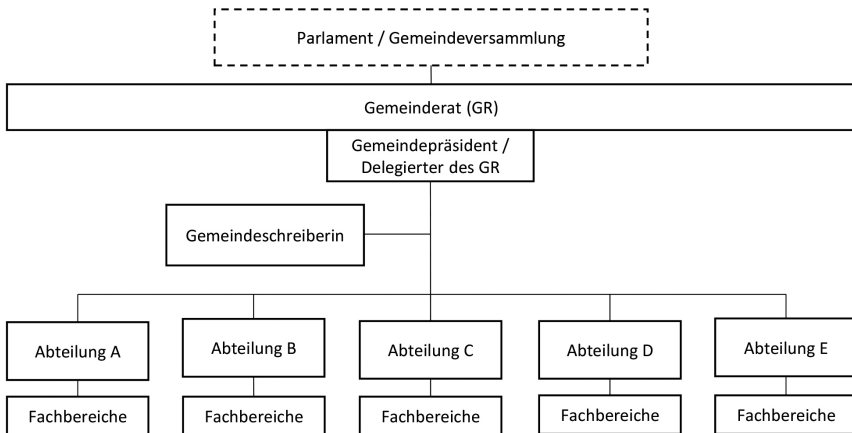 Parlament / Gemeindeversammlung
Gemeinderat (GR)
Gemeindepräsident /
Delegierter des GR
Gemeindeschreiberin
Abteilung A
Abteilung B
Abteilung C
Abteilung D
Abteilung E
Fachbereiche
Fachbereiche
Fachbereiche
Fachbereiche
Fachbereiche